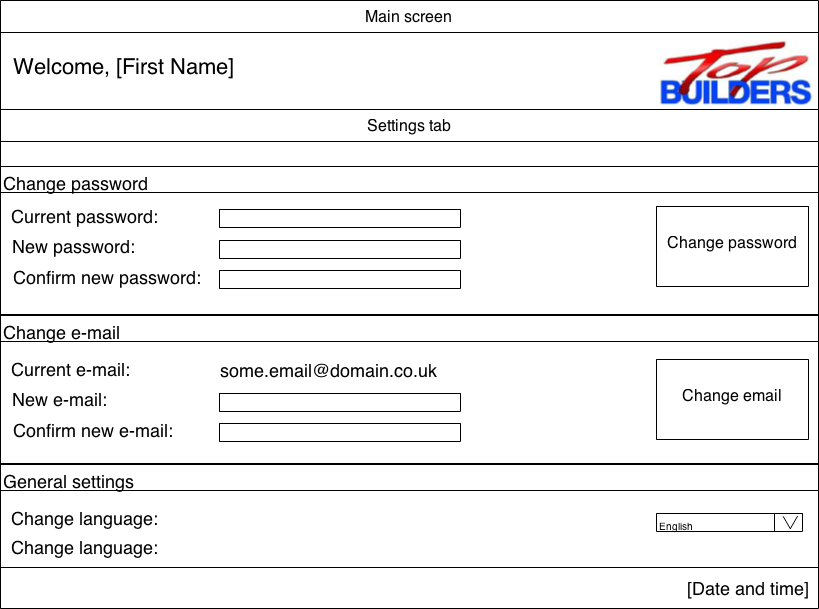 Main screen
Welcome, [First Name]
Top
BUILDERS
Settings tab
Change password
Current password:
New password:
Change password
Confirm new password:
Change e-mail
Current e-mail:
some.email@domain.co.uk
New e-mail:
Change email
Confirm new e-mail:
General settings
Change language:
English
Change language:
[Date and time]